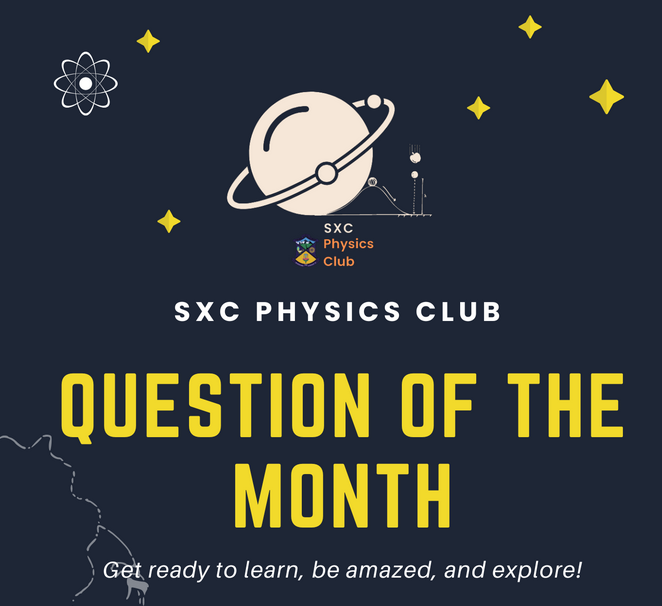 SXC
Physics
Club
SXC PHYSICS CLUB
QUESTION OF THE
MONTH
Get ready to learn, be amazed, and explore!